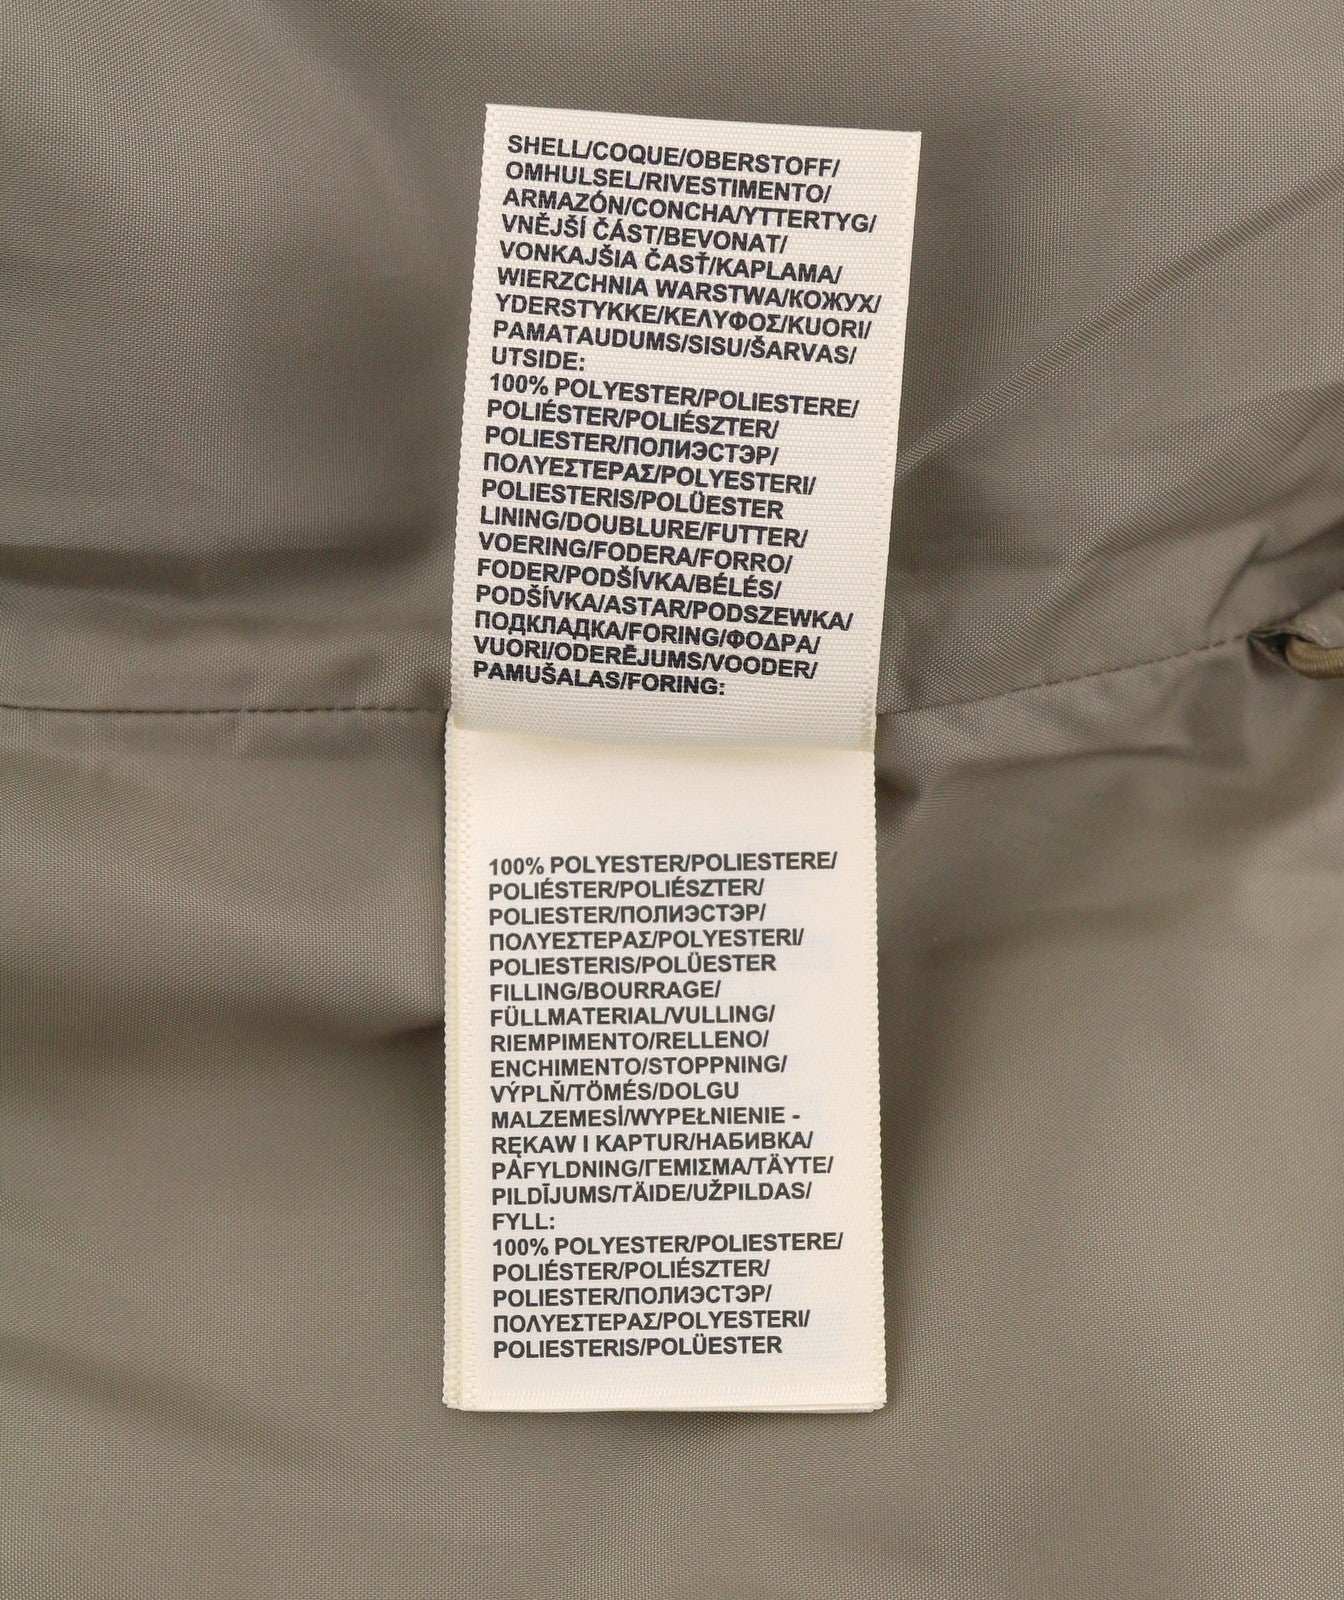 SHELL/COQUE/OBERSTOFF/
OMHULSEL/RIVESTIMENTO/
ARMAZÓN/CONCHA/YTTERTYG/
VNĚJŠÍ ČÁST/BEVONAT/
VONKAJŠIA ČASŤ/KAPLAMA/
WIERZCHNIA WARSTWA/КОЖУХ/
YDERSTYKKE/ΚΕΛΥΦΟΣ/KUORI/
PAMATAUDUMS/SISU/ŠARVAS/
UTSIDE:
100% POLYESTER/POLIESTERE/
POLIÉSTER/POLIÉSZTER/
POLIESTER/ПОЛИЭСТЭР/
ΠΟΛΥΕΣΤΕΡΑΣ/POLYESTERI/
POLIESTERIS/POLÜESTER
LINING/DOUBLURE/FUTTER/
VOERING/FODERA/FORRO/
FODER/PODŠÍVKA/BÉLÉS/
PODŠÍVKA/ASTAR/PODSZEWKA/
ПОДКЛАДКА/FORING/ΦΟΔΡΑ/
VUORI/ODERĒJUMS/VOODER/
PAMUŠALAS/FORING:
100% POLYESTER/POLIESTERE/
POLIÉSTER/POLIÉSZTER/
POLIESTER/ПОЛИЭСТЭР/
ΠΟΛΥΕΣΤΕΡΑΣ/POLYESTERI/
POLIESTERIS/POLÜESTER
FILLING/BOURRAGE/
FÜLLMATERIAL/VULLING/
RIEMPIMENTO/RELLENO/
ENCHIMENTO/STOPPNING/
VÝPLŇ/TÖMÉS/DOLGU
MALZEMESİ/WYPEŁNIENIE -
RĘKAW I KAPTUR/НАБИВКА/
PÅFYLDNING/ΓΕΜΙΣΜΑ/TÄYTE/
PILDĪJUMS/TÄIDE/UŽPILDAS/
FYLL:
100% POLYESTER/POLIESTERE/
POLIÉSTER/POLIÉSZTER/
POLIESTER/ПОЛИЭСТЭР/
ΠΟΛΥΕΣΤΕΡΑΣ/POLYESTERI/
POLIESTERIS/POLÜESTER